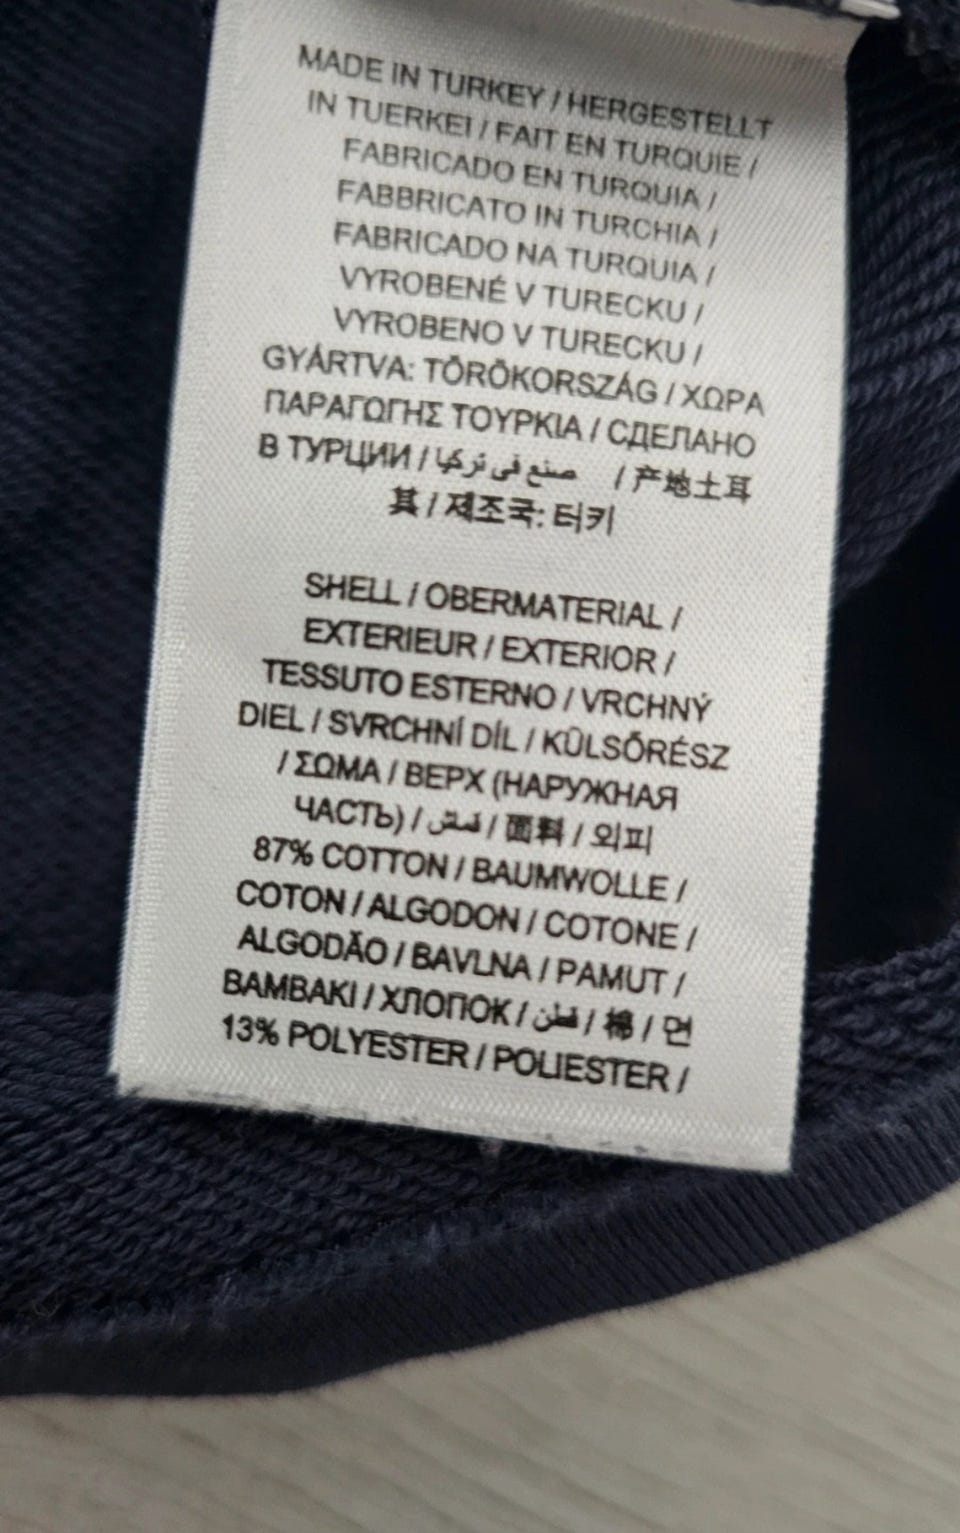 MADE IN TURKEY / HERGESTELLT
IN TUERKEI / FAIT EN TURQUIE /
FABRICADO EN TURQUIA /
FABBRICATO IN TURCHIA /
FABRICADO NA TURQUIA /
VYROBENÉ V TURECKU /
VYROBENO V TURECKU /
GYÁRTVA: TÖRÖKORSZÁG / ΧΩΡΑ
ΠΑΡΑΓΩΓΗΣ ΤΟΥΡΚΙΑ / СДЕЛАНО
В ТУРЦИИ / صنع فى تركيا / 产地土耳
其 / 제조국: 터키
SHELL / OBERMATERIAL /
EXTERIEUR / EXTERIOR /
TESSUTO ESTERNO / VRCHNÝ
DIEL / SVRCHNÍ DÍL / KÜLSŐRÉSZ
/ ΣΩΜΑ / ВЕРХ (НАРУЖНАЯ
ЧАСТЬ) / / 面料 / 외피
87% COTTON / BAUMWOLLE /
COTON / ALGODON / COTONE /
ALGODÃO / BAVLNA / PAMUT /
BAMBAKI / ХЛОПОК / قطن / 棉 / 면
13% POLYESTER / POLIESTER /